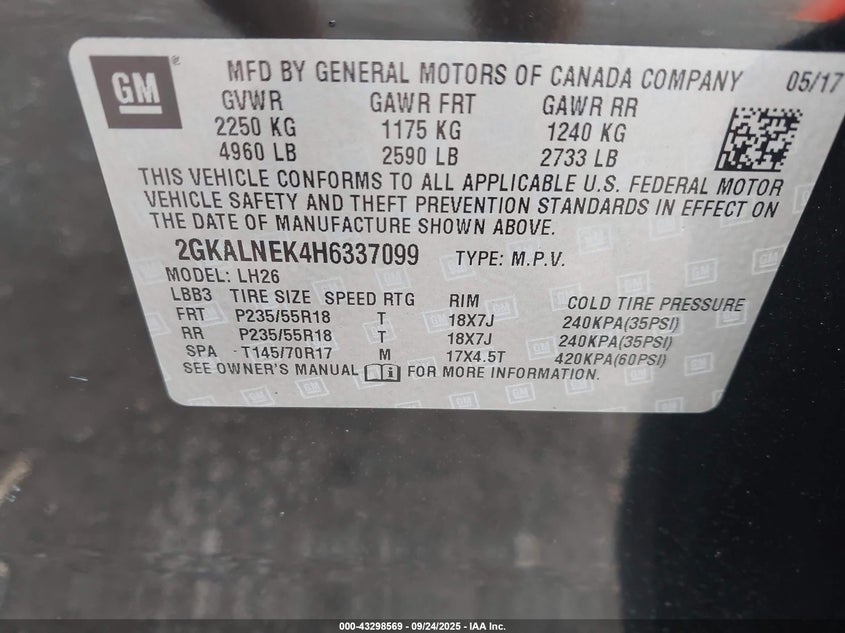 GM® MFD BY GENERAL MOTORS OF CANADA COMPANY 05/17
GVWR GAWR FRT GAWR RR
2250 KG 1175 KG 1240 KG
4960 LB 2590 LB 2733 LB
THIS VEHICLE CONFORMS TO ALL APPLICABLE U.S. FEDERAL MOTOR
VEHICLE SAFETY AND THEFT PREVENTION STANDARDS IN EFFECT ON
THE DATE OF MANUFACTURE SHOWN ABOVE.
2GKALNEK4H6337099 TYPE: M.P.V.
MODEL: LH26
LBB3 TIRE SIZE SPEED RTG RIM COLD TIRE PRESSURE
FRT P235/55R18 T 18X7J 240KPA(35PSI)
RR P235/55R18 T 18X7J 240KPA(35PSI)
SPA T145/70R17 M 17X4.5T 420KPA(60PSI)
SEE OWNER'S MANUAL FOR MORE INFORMATION.
000-43298569 - 09/24/2025 - IAA Inc.